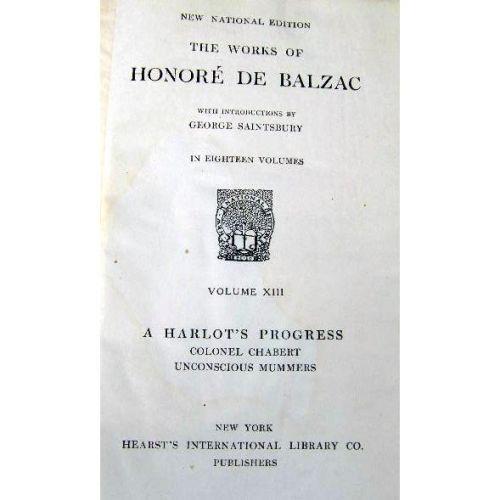 NEW NATIONAL EDITION
THE WORKS OF
HONORÉ DE BALZAC
WITH INTRODUCTIONS BY
GEORGE SAINTSBURY
IN EIGHTEEN VOLUMES
NATIONAL
VOLUME XIII
A HARLOT'S PROGRESS
COLONEL CHABERT
UNCONSCIOUS MUMMERS
NEW YORK
HEARST'S INTERNATIONAL LIBRARY CO.
PUBLISHERS